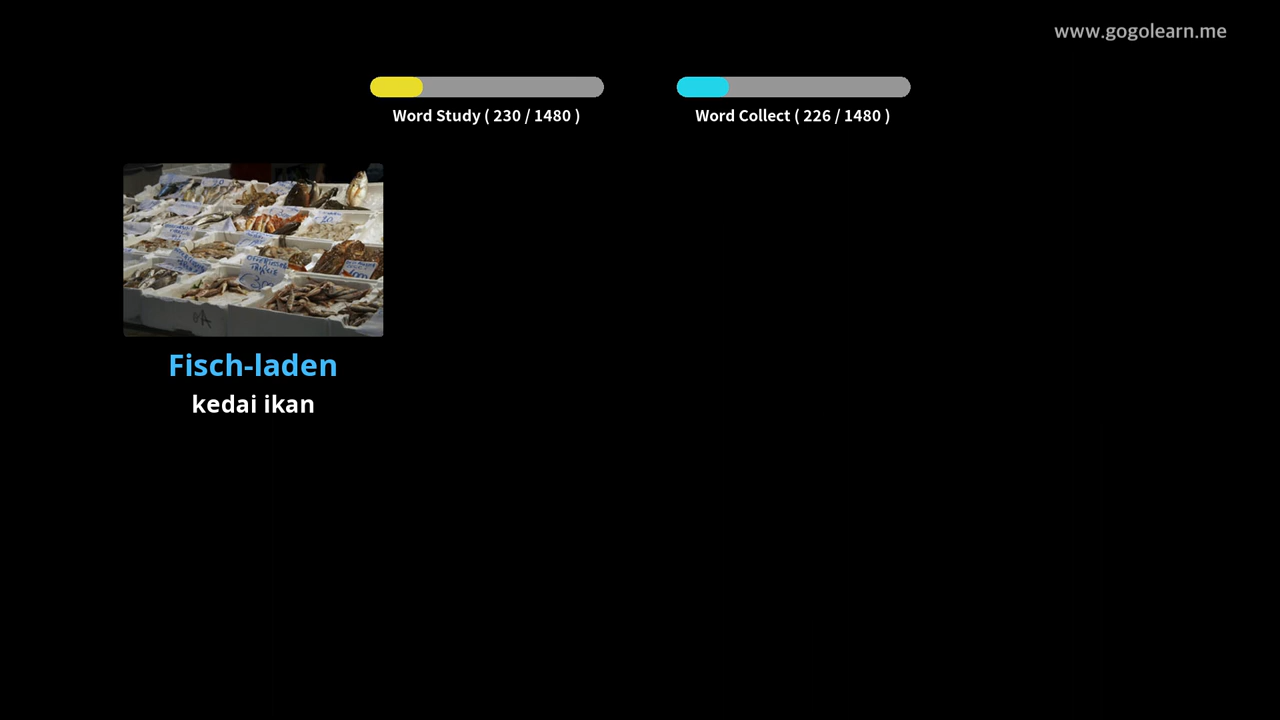 www.gogolearn.me
Word Study ( 230 / 1480 )
Word Collect ( 226 / 1480 )
Fisch-laden
kedai ikan